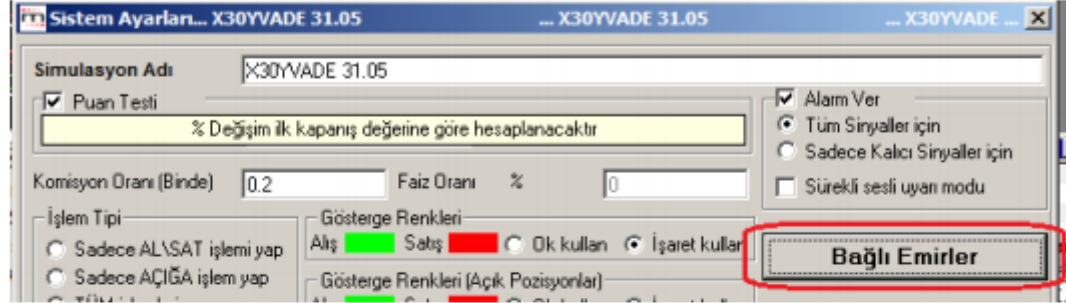 Sistem Ayarları... X30YVADE 31.05 ... X30YVADE 31.05 ... X30YVADE ...
Simulasyon Adı X30YVADE 31.05
Puan Testi
% Değişim ilk kapanış değerine göre hesaplanacaktır
Alarm Ver
Tüm Sinyaller için
Sadece Kalıcı Sinyaller için
Sürekli sesli uyarı modu
Komisyon Oranı (Binde) 0.2 Faiz Oranı % 0
İşlem Tipi
Sadece AL\SAT işlemi yap
Sadece AÇIĞA işlem yap
Gösterge Renkleri
Alış Satış Ok kullan İşaret kullan
Gösterge Renkleri (Açık Pozisyonlar)
Bağlı Emirler